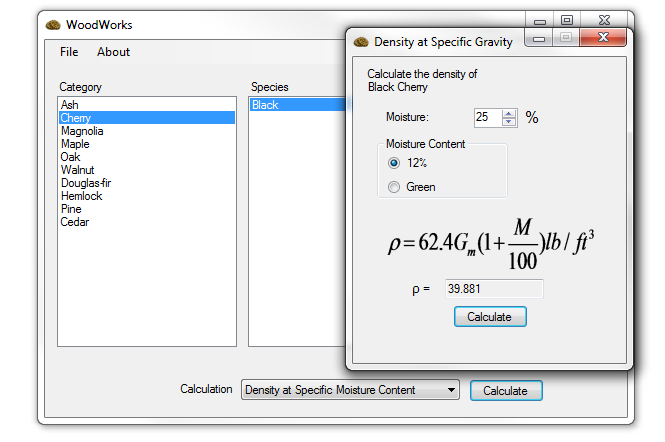 WoodWorks
File About
Category
Ash
Cherry
Magnolia
Maple
Oak
Walnut
Douglas-fir
Hemlock
Pine
Cedar
Species
Black
Calculation
Density at Specific Moisture Content
Calculate
Density at Specific Gravity
Calculate the density of
Black Cherry
Moisture: 25 %
Moisture Content
12%
Green
ρ=62.4Gₘ(1+M/100)lb/ft³
ρ = 39.881
Calculate